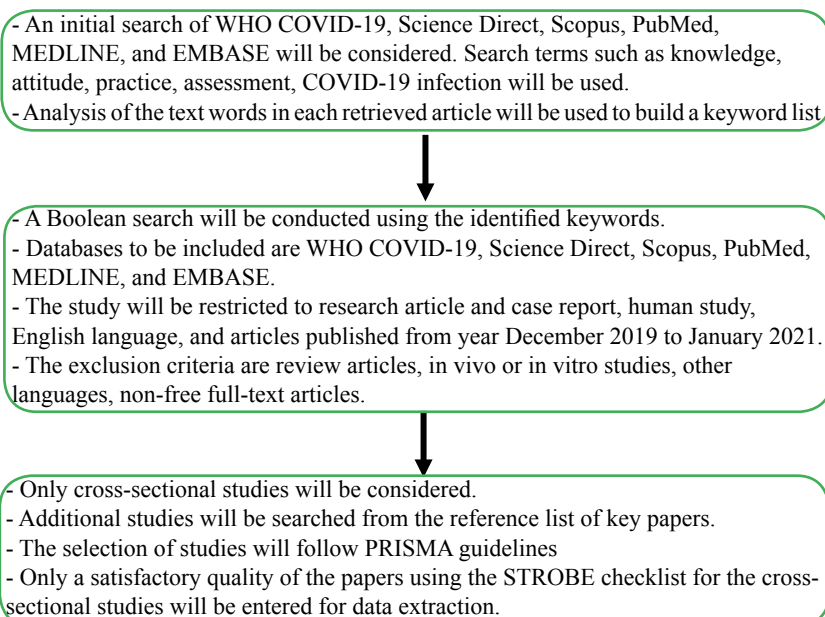 - An initial search of WHO COVID-19, Science Direct, Scopus, PubMed,
MEDLINE, and EMBASE will be considered. Search terms such as knowledge,
attitude, practice, assessment, COVID-19 infection will be used.
- Analysis of the text words in each retrieved article will be used to build a keyword list
- A Boolean search will be conducted using the identified keywords.
- Databases to be included are WHO COVID-19, Science Direct, Scopus, PubMed,
MEDLINE, and EMBASE.
- The study will be restricted to research article and case report, human study,
English language, and articles published from year December 2019 to January 2021.
- The exclusion criteria are review articles, in vivo or in vitro studies, other
languages, non-free full-text articles.
- Only cross-sectional studies will be considered.
- Additional studies will be searched from the reference list of key papers.
- The selection of studies will follow PRISMA guidelines
- Only a satisfactory quality of the papers using the STROBE checklist for the cross-
sectional studies will be entered for data extraction.